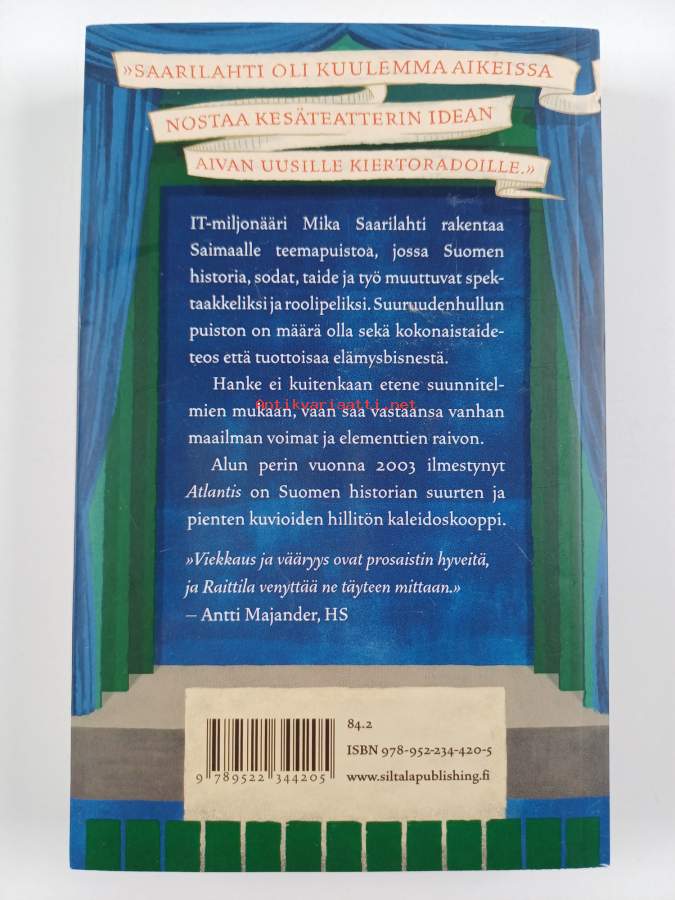 »SAARILAHTI OLI KUULEMMA AIKEISSA
NOSTAA KESÄTEATTERIN IDEAN
AIVAN UUSILLE KIERTORADOILLE.»
IT-miljonääri Mika Saarilahti rakentaa
Saimaalle teemapuistoa, jossa Suomen
historia, sodat, taide ja työ muuttuvat spek-
taakkeliksi ja roolipeliksi. Suuruudenhullun
puiston on määrä olla sekä kokonaistaide-
teos että tuottoisaa elämysbisnestä.
Hanke ei kuitenkaan etene suunnitel-
Antikvariaatti.net
mien mukaan, vaan saa vastaansa vanhan
maailman voimat ja elementtien raivon.
Alun perin vuonna 2003 ilmestynyt
Atlantis on Suomen historian suurten ja
pienten kuvioiden hillitön kaleidoskooppi.
»Viekkaus ja vääryys ovat prosaistin hyveitä,
ja Raittila venyttää ne täyteen mittaan.»
– Antti Majander, HS
84.2
ISBN 978-952-234-420-5
www.siltalapublishing.fi
9 789522 344205